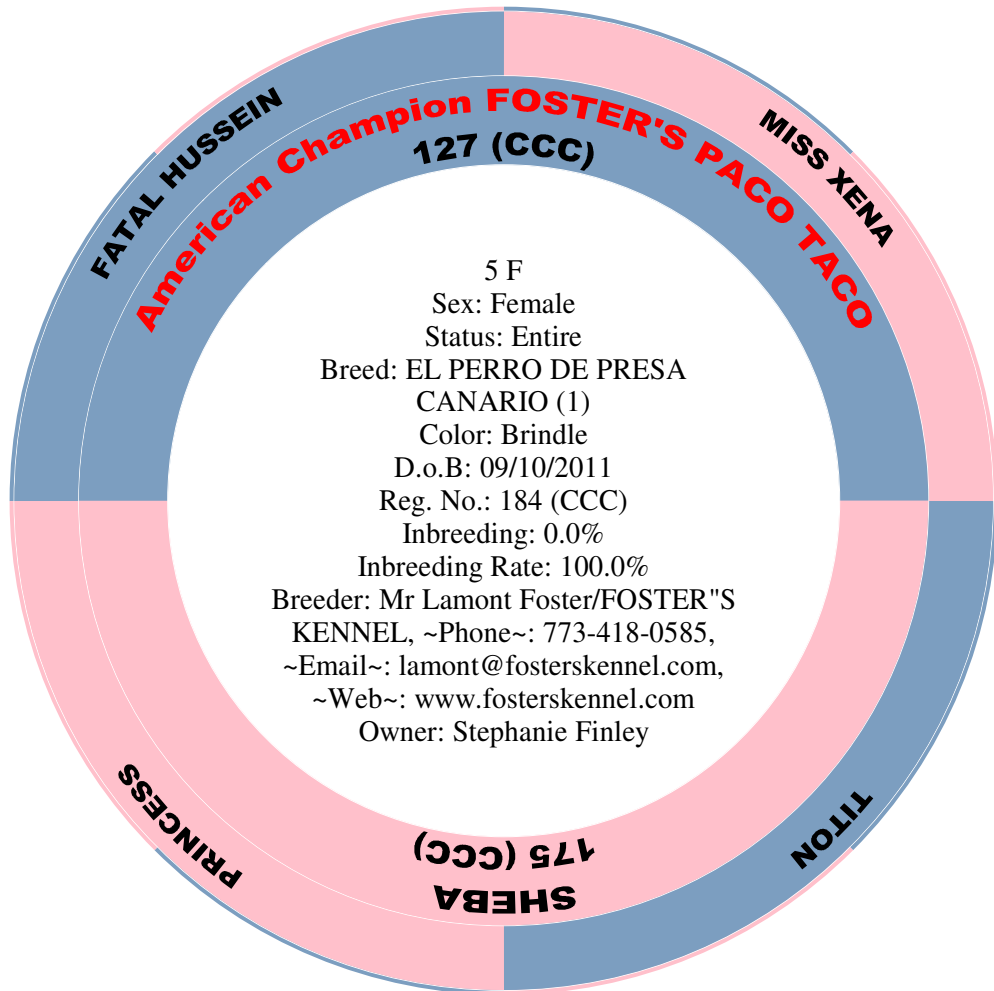 FATAL HUSSEIN
MISS XENA
American Champion FOSTER'S PACO TACO
127 (CCC)
5 F
Sex: Female
Status: Entire
Breed: EL PERRO DE PRESA
CANARIO (1)
Color: Brindle
D.o.B: 09/10/2011
Reg. No.: 184 (CCC)
Inbreeding: 0.0%
Inbreeding Rate: 100.0%
Breeder: Mr Lamont Foster/FOSTER"S
KENNEL, ~Phone~: 773-418-0585,
~Email~: lamont@fosterskennel.com,
~Web~: www.fosterskennel.com
Owner: Stephanie Finley
PRINCESS
TITON
SHEBA
175 (CCC)